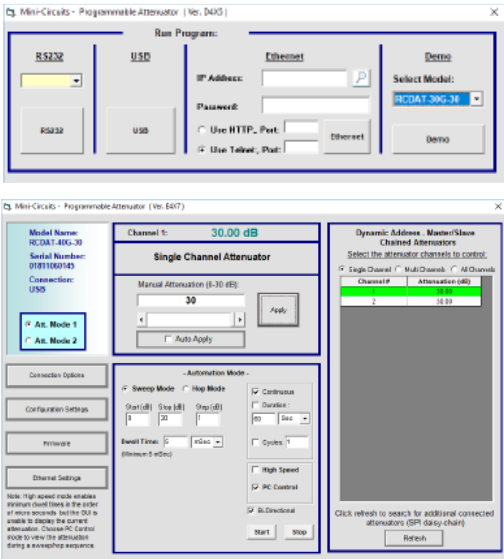 Mini-Circuits - Programmable Attenuator (Ver. D4X5)
Run Program:
RS232
USB
Ethernet
Demo
IP Address:
Select Model:
RCDAT-30G-30
Password:
Use HTTP, Port:
Use Telnet, Port:
RS232
USB
Ethernet
Demo
Mini-Circuits - Programmable Attenuator (Ver. E4X7)
Model Name:
RCDAT-40G-30
Serial Number:
01811060145
Connection:
USB
Att. Mode 1
Att. Mode 2
Connection Options
Configuration Settings
Firmware
Ethernet Settings
Note: High speed mode enables
minimum dwell times in the order
of micro seconds but the GUI is
unable to display the current
attenuation. Choose PC Control
mode to view the attenuation
during a sweep/hop sequence.
Channel 1: 30.00 dB
Single Channel Attenuator
Manual Attenuation (0-30 dB):
30
Apply
Auto Apply
- Automation Mode -
Sweep Mode Hop Mode
Start (dB) Stop (dB) Step (dB)
0 30 1
Dwell Time: 5 mSec
(Minimum 5 mSec)
Continuous
Duration :
60 Sec
Cycles: 1
High Speed
PC Control
Bi.Directional
Start Stop
Dynamic Address . Master/Slave
Chained Attenuators
Select the attenuator channels to control:
Single Channel Multi Channels All Channels
Channel# Attenuation (dB)
1 30.00
2 30.00
Click refresh to search for additional connected
attenuators (SPI daisy-chain)
Refresh